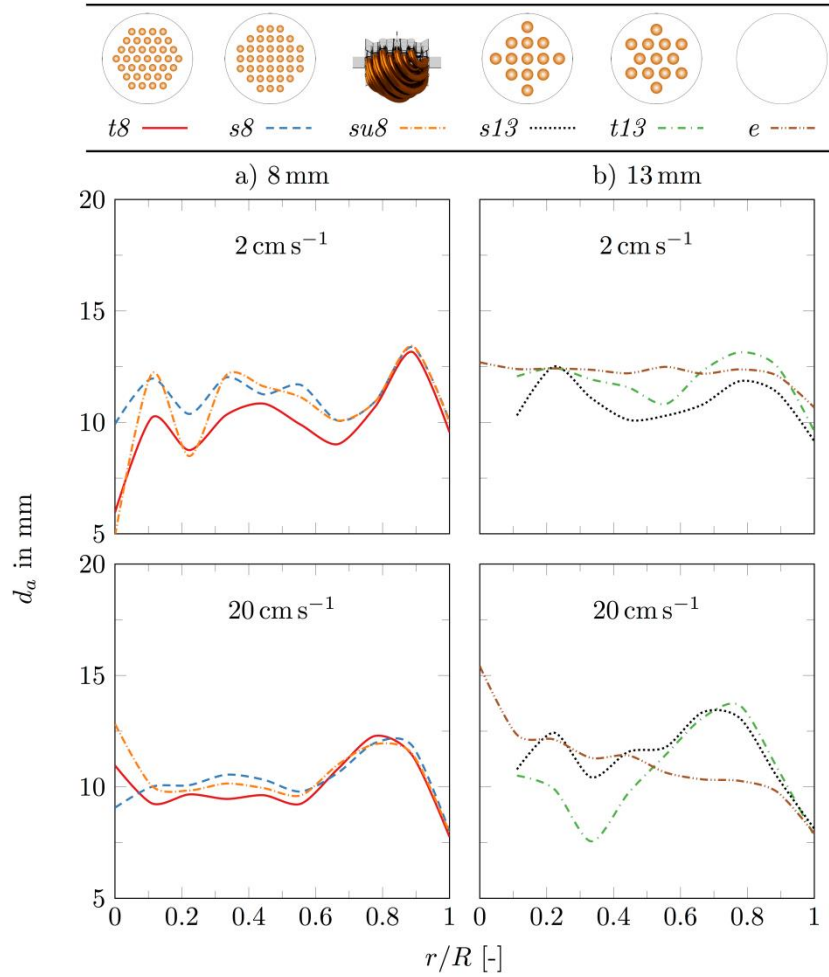 t8 s8 su8 s13 t13 e
a) 8 mm b) 13 mm
20
2 cm s⁻¹ 2 cm s⁻¹
15
10
5
20
20 cm s⁻¹ 20 cm s⁻¹
15
10
5
0 0.2 0.4 0.6 0.8 1 0 0.2 0.4 0.6 0.8 1
dₐ in mm
r/R [-]